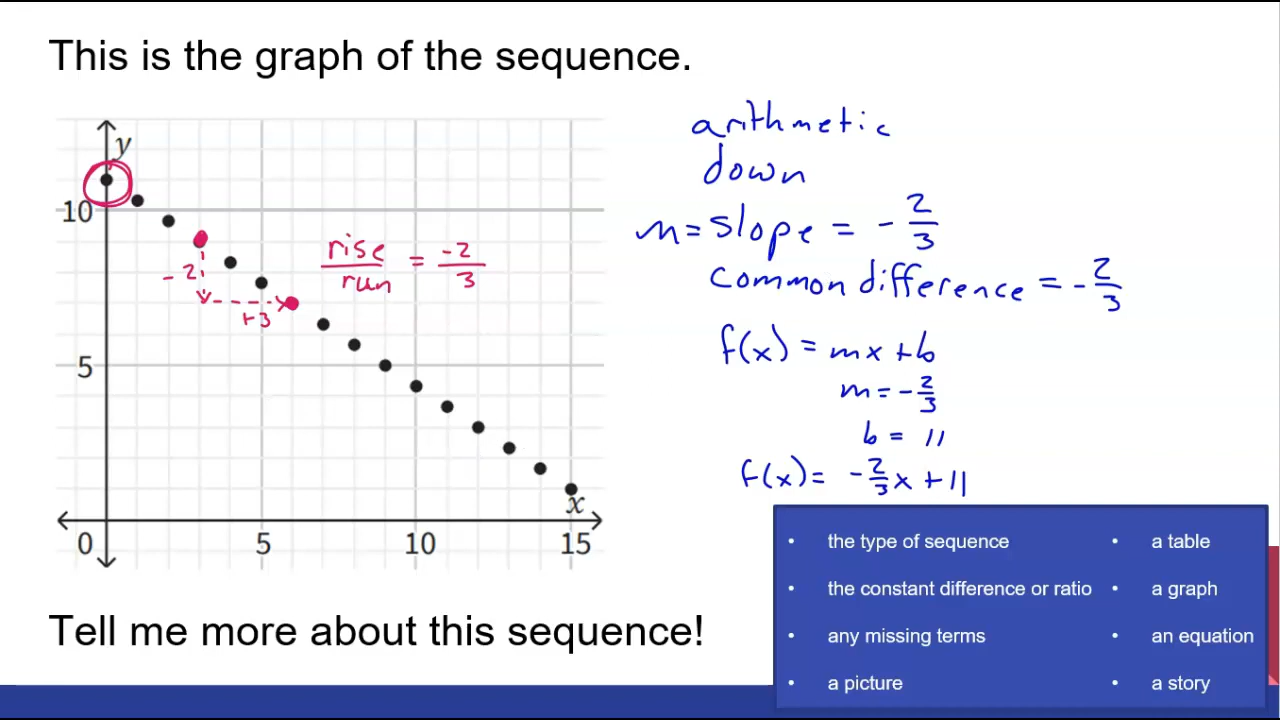 This is the graph of the sequence.
y
10
5
0
5
10
15
x
-2
+3
rise/run = -2/3
arithmetic
down
m = slope = -2/3
common difference = -2/3
f(x) = mx + b
m = -2/3
b = 11
f(x) = -2/3x + 11
Tell me more about this sequence!
• the type of sequence
• the constant difference or ratio
• any missing terms
• a picture
• a table
• a graph
• an equation
• a story